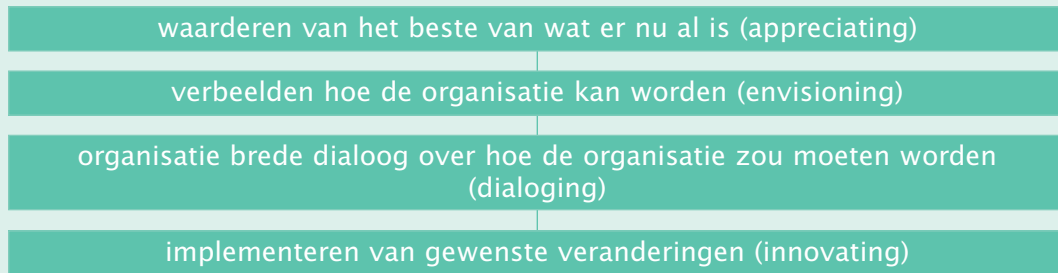 waarderen van het beste van wat er nu al is (appreciating)
verbeelden hoe de organisatie kan worden (envisioning)
organisatie brede dialoog over hoe de organisatie zou moeten worden
(dialoging)
implementeren van gewenste veranderingen (innovating)